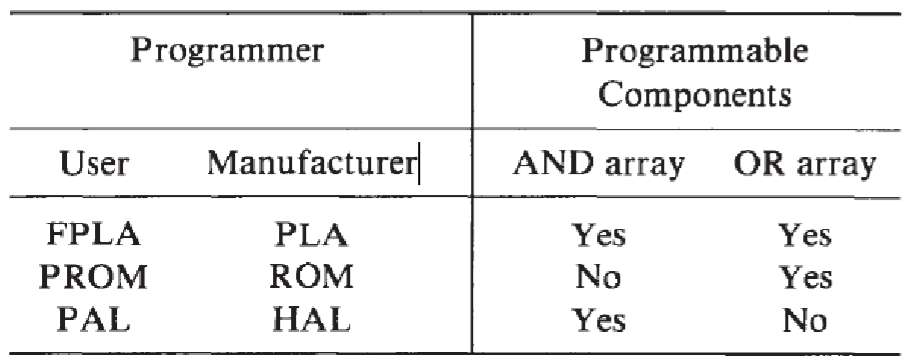 Programmer Programmable
Components
User Manufacturer AND array OR array
FPLA PLA Yes Yes
PROM ROM No Yes
PAL HAL Yes No